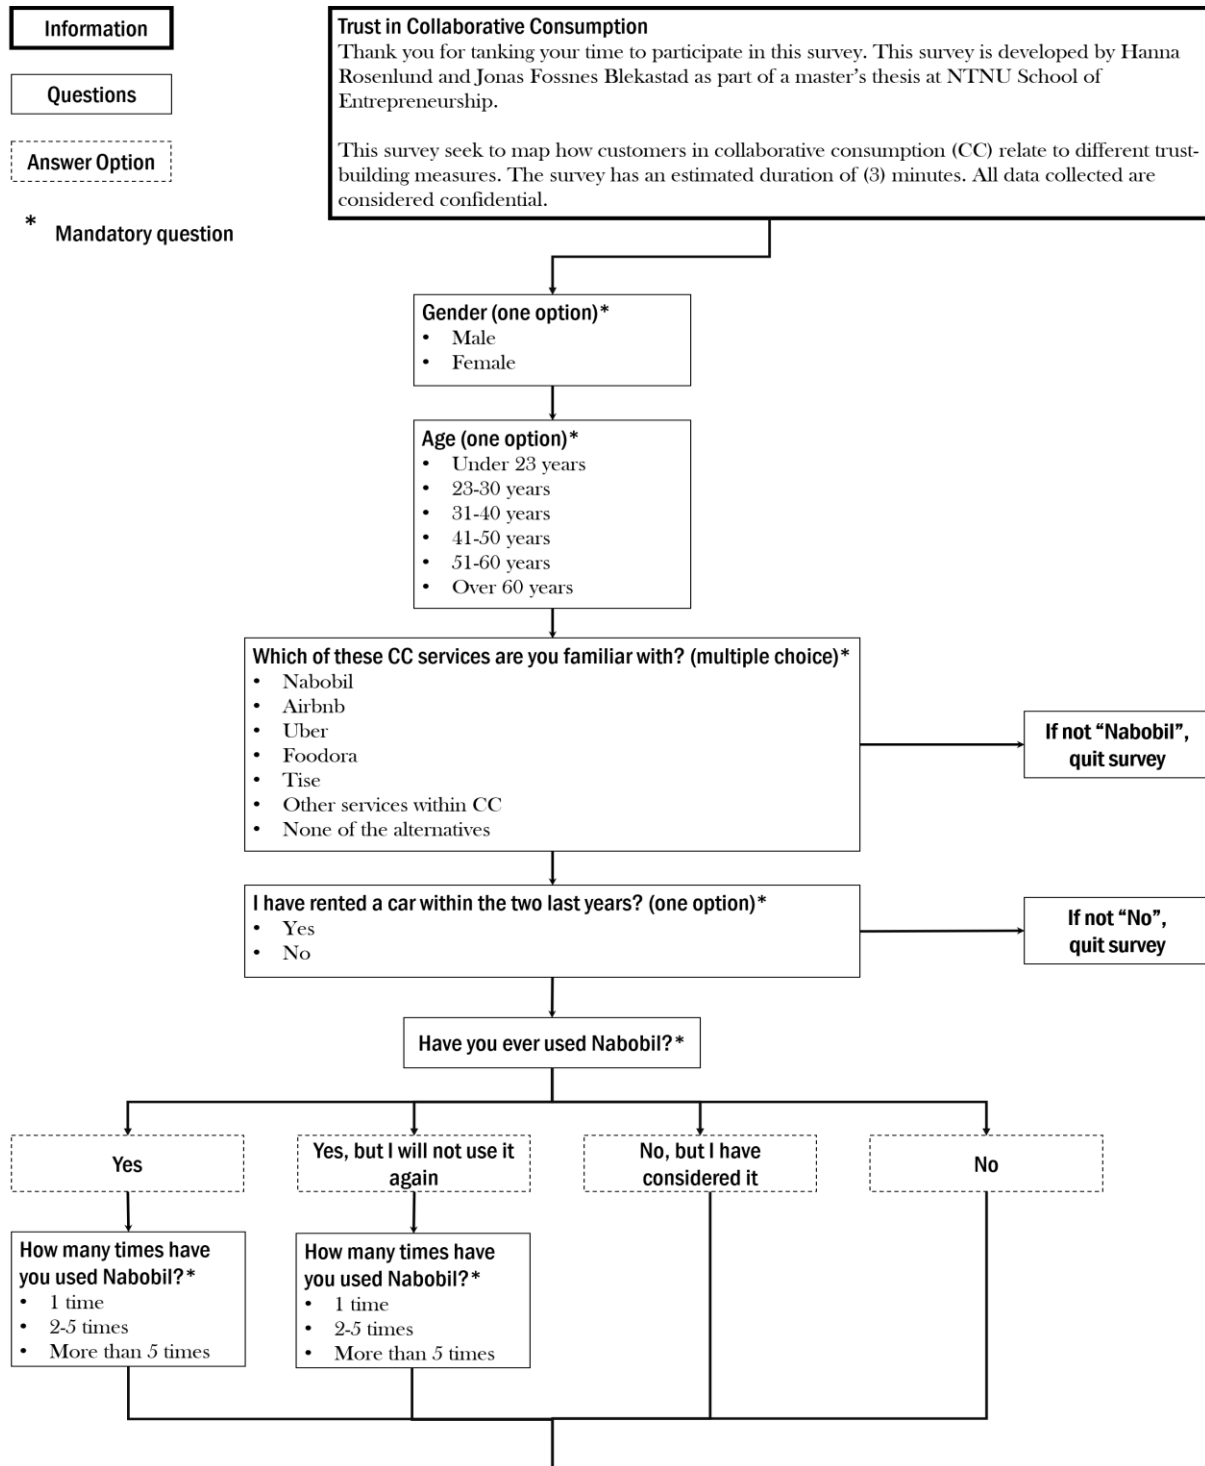 Information
Questions
Answer Option
* Mandatory question
Trust in Collaborative Consumption
Thank you for tanking your time to participate in this survey. This survey is developed by Hanna
Rosenlund and Jonas Fossnes Blekastad as part of a master's thesis at NTNU School of
Entrepreneurship.
This survey seek to map how customers in collaborative consumption (CC) relate to different trust-
building measures. The survey has an estimated duration of (3) minutes. All data collected are
considered confidential.
Gender (one option)*
• Male
• Female
Age (one option)*
• Under 23 years
• 23-30 years
• 31-40 years
• 41-50 years
• 51-60 years
• Over 60 years
Which of these CC services are you familiar with? (multiple choice)*
• Nabobil
• Airbnb
• Uber
• Foodora
• Tise
• Other services within CC
• None of the alternatives
If not “Nabobil”,
quit survey
I have rented a car within the two last years? (one option)*
• Yes
• No
If not “No”,
quit survey
Have you ever used Nabobil?*
Yes
Yes, but I will not use it
again
No, but I have
considered it
No
How many times have
you used Nabobil?*
• 1 time
• 2-5 times
• More than 5 times
How many times have
you used Nabobil?*
• 1 time
• 2-5 times
• More than 5 times